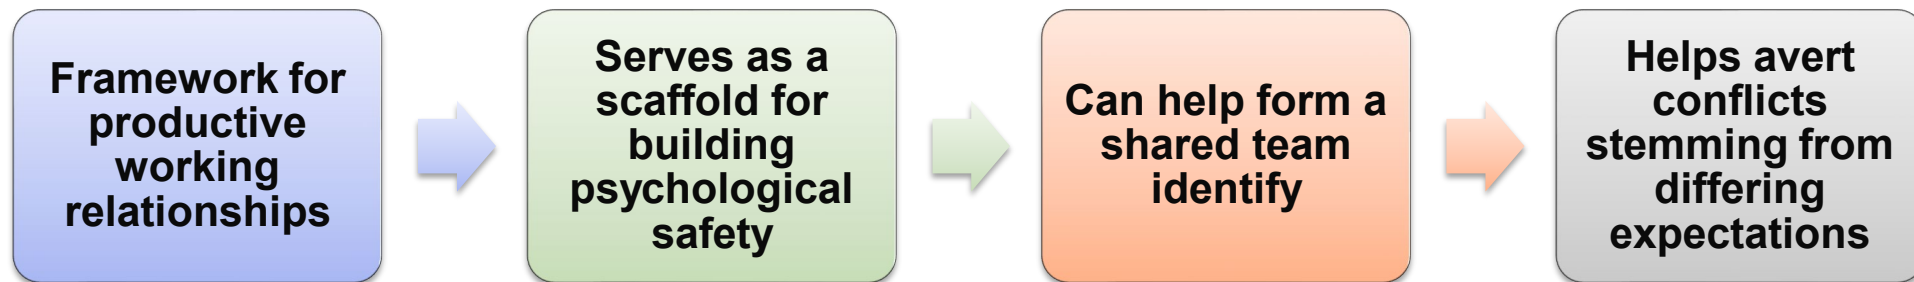 Framework for
productive
working
relationships
Serves as a
scaffold for
building
psychological
safety
Can help form a
shared team
identify
Helps avert
conflicts
stemming from
differing
expectations